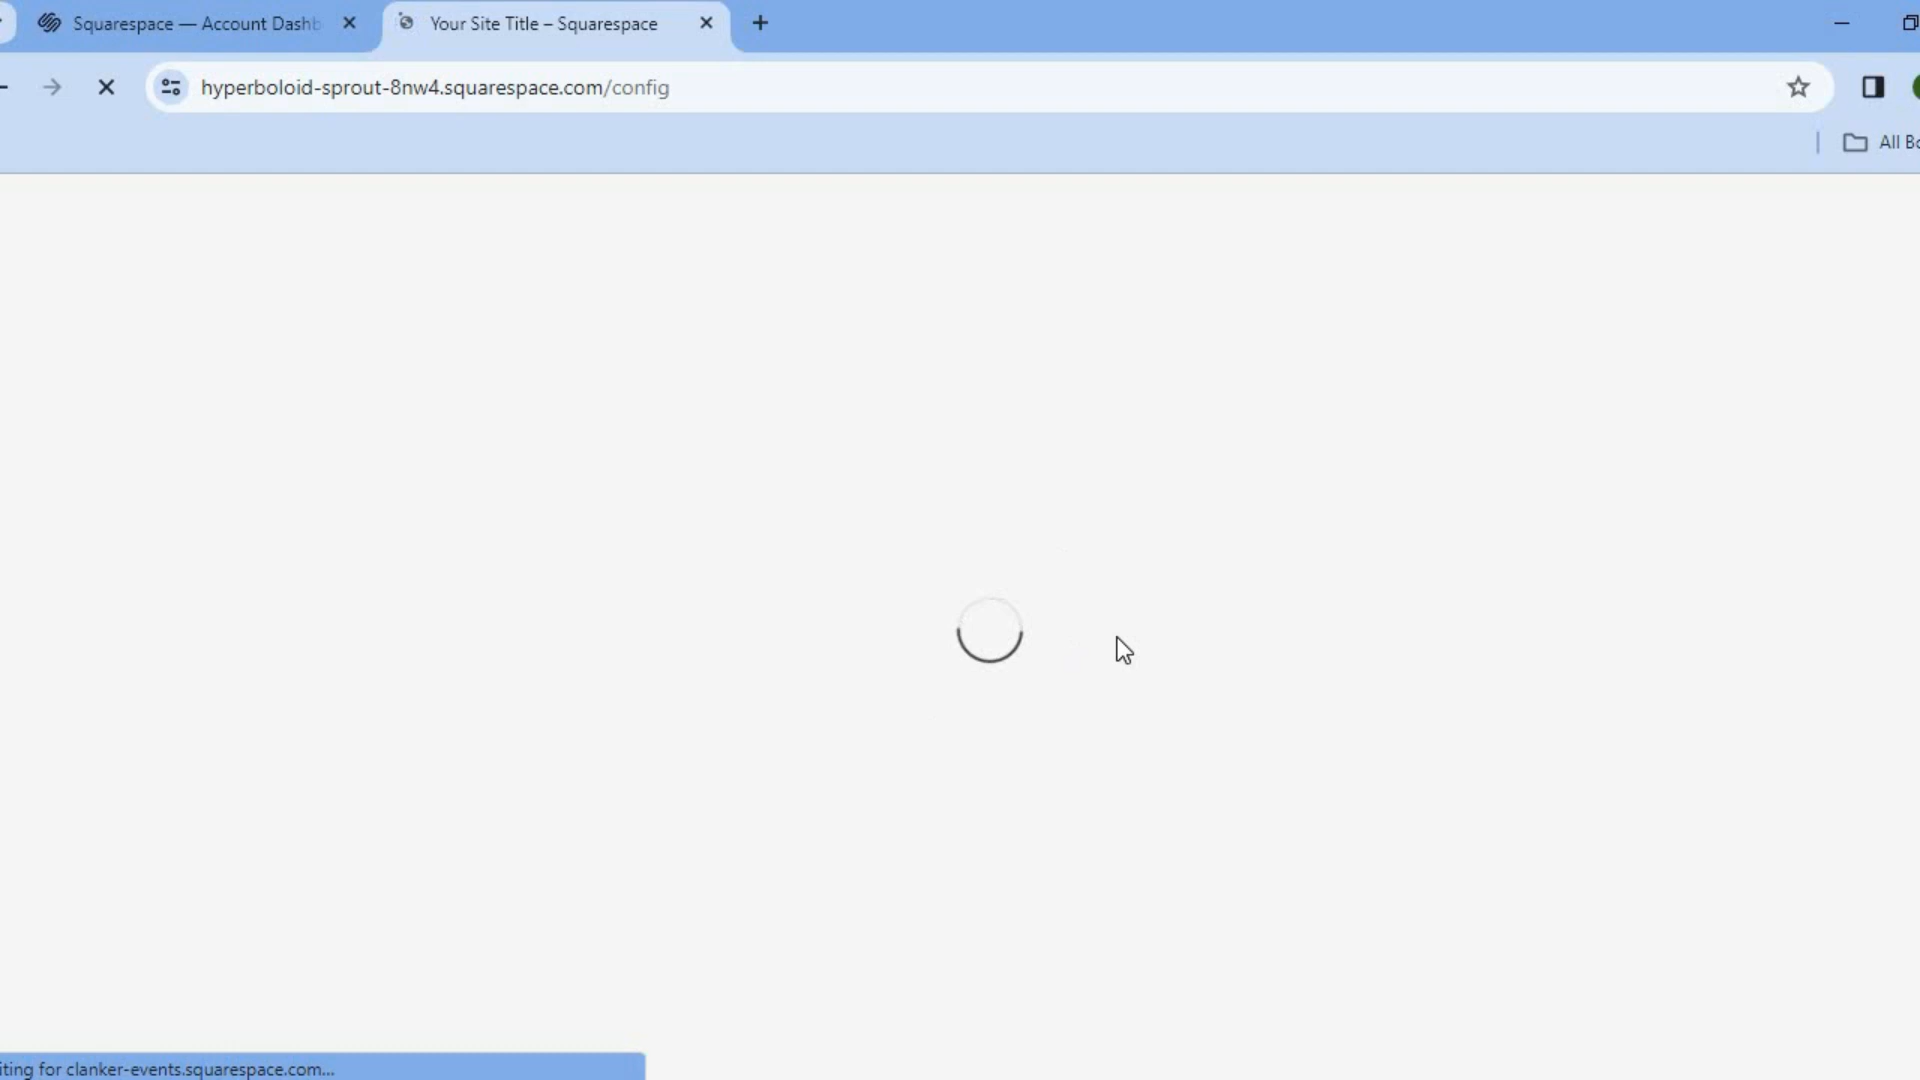 Squarespace — Account Dashb
Your Site Title – Squarespace
hyperboloid-sprout-8nw4.squarespace.com/config
All Bo
iting for clanker-events.squarespace.com...